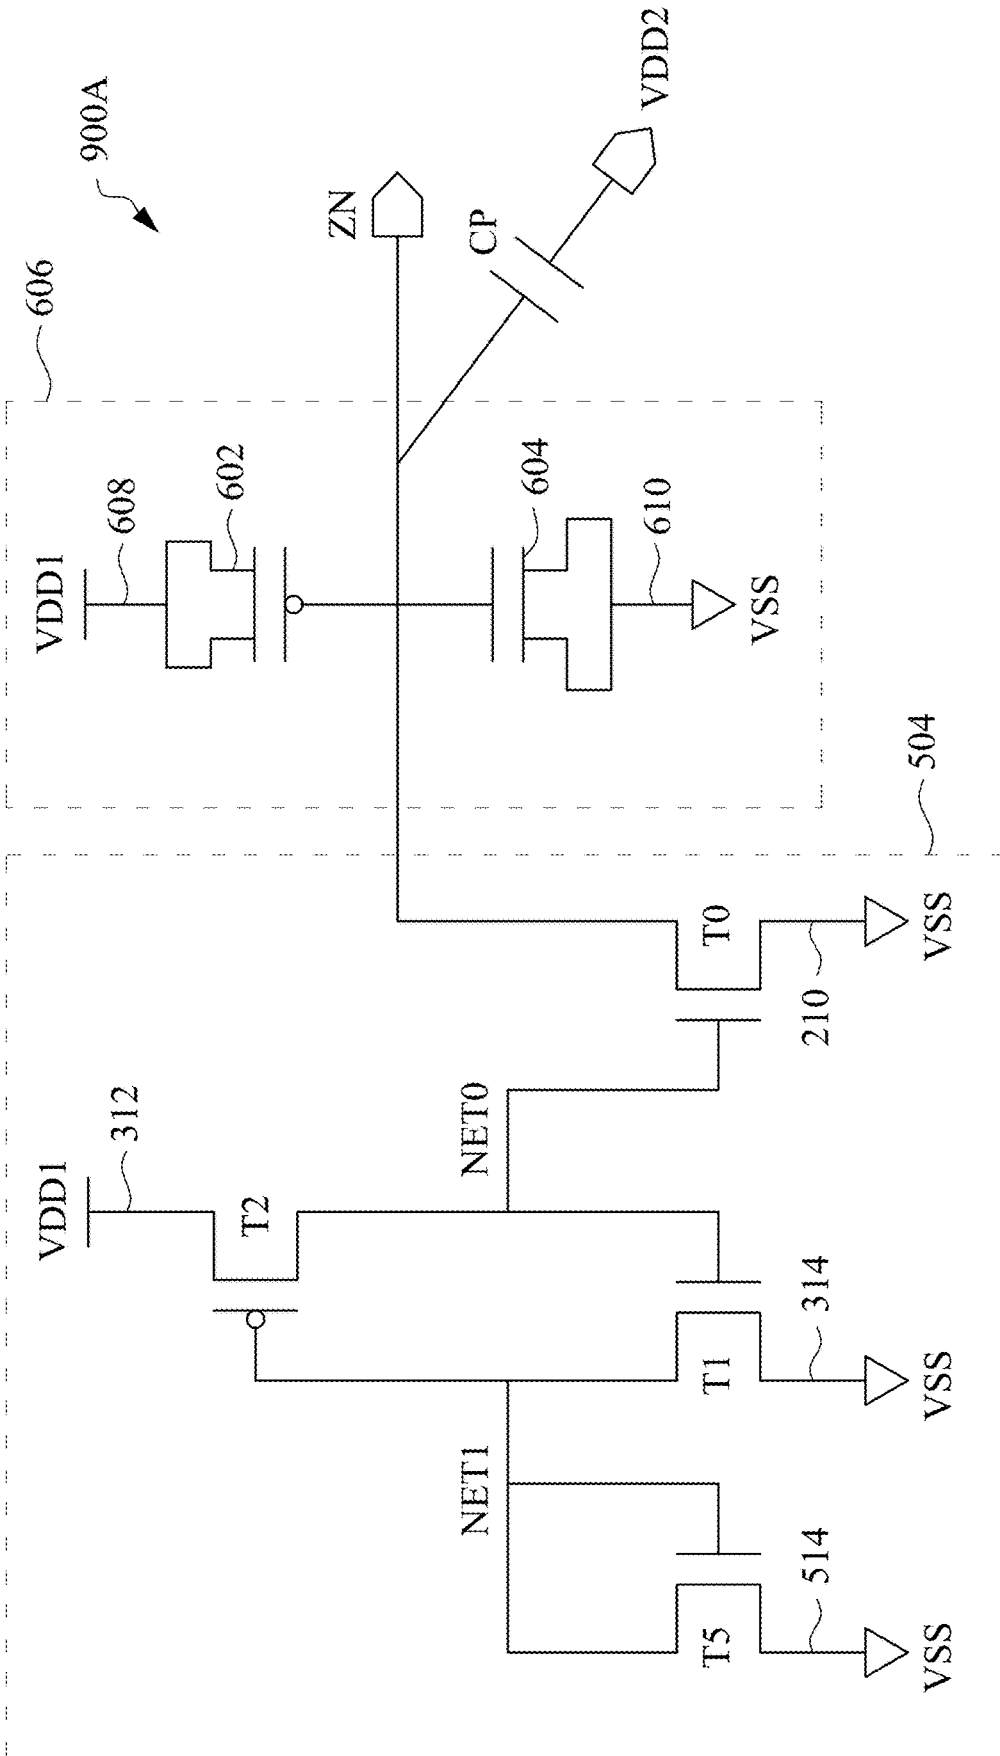 900A
606
VDD1
608
602
ZN
CP
VDD2
604
610
VSS
504
VDD1
312
T2
NET0
T0
210
VSS
NET1
T1
314
VSS
T5
514
VSS